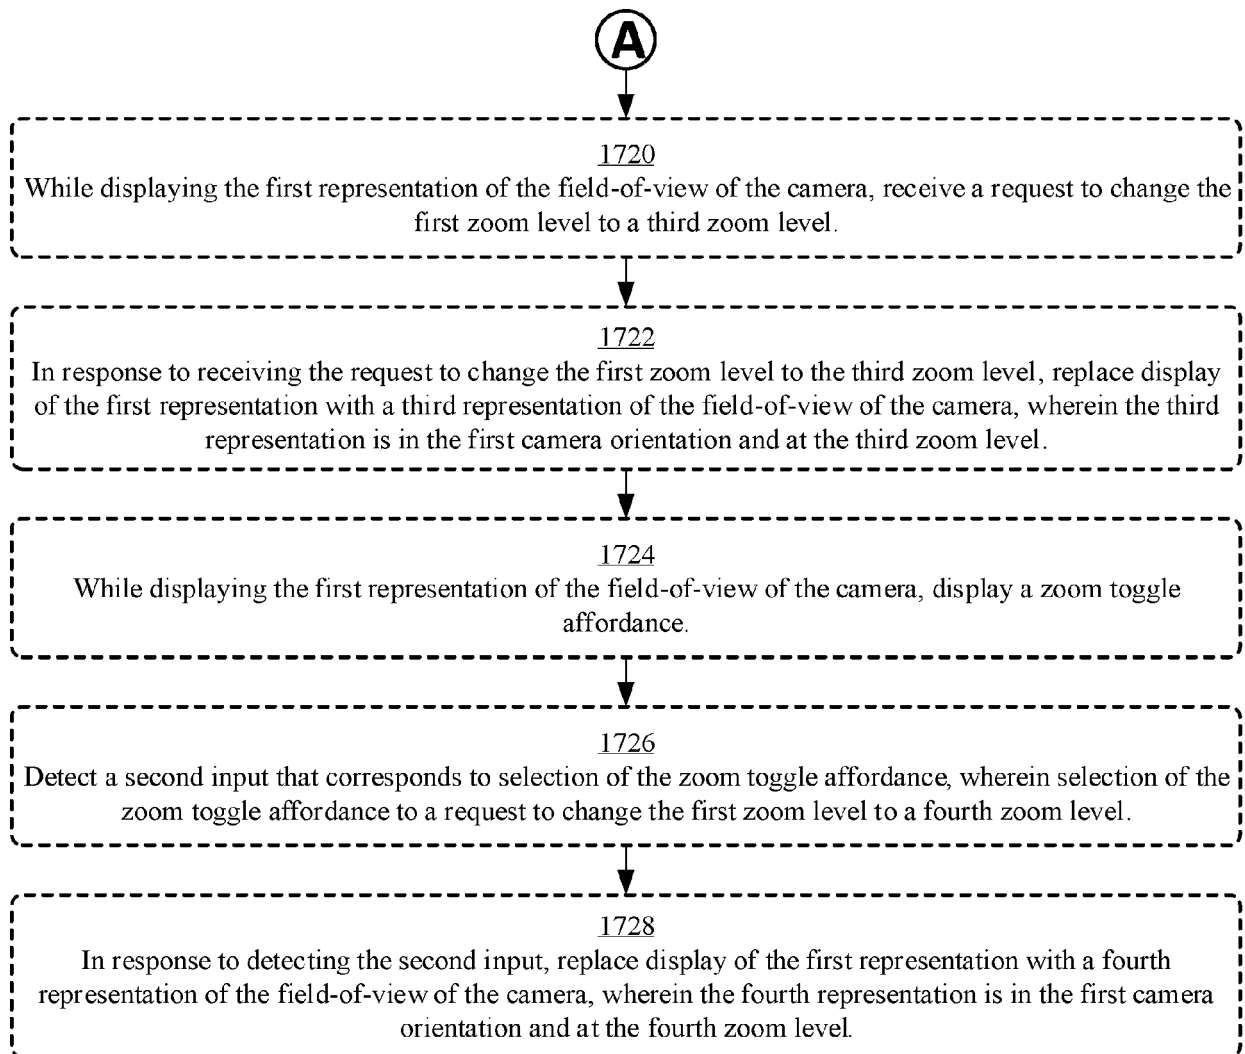 A
1720
While displaying the first representation of the field-of-view of the camera, receive a request to change the
first zoom level to a third zoom level.
1722
In response to receiving the request to change the first zoom level to the third zoom level, replace display
of the first representation with a third representation of the field-of-view of the camera, wherein the third
representation is in the first camera orientation and at the third zoom level.
1724
While displaying the first representation of the field-of-view of the camera, display a zoom toggle
affordance.
1726
Detect a second input that corresponds to selection of the zoom toggle affordance, wherein selection of the
zoom toggle affordance to a request to change the first zoom level to a fourth zoom level.
1728
In response to detecting the second input, replace display of the first representation with a fourth
representation of the field-of-view of the camera, wherein the fourth representation is in the first camera
orientation and at the fourth zoom level.